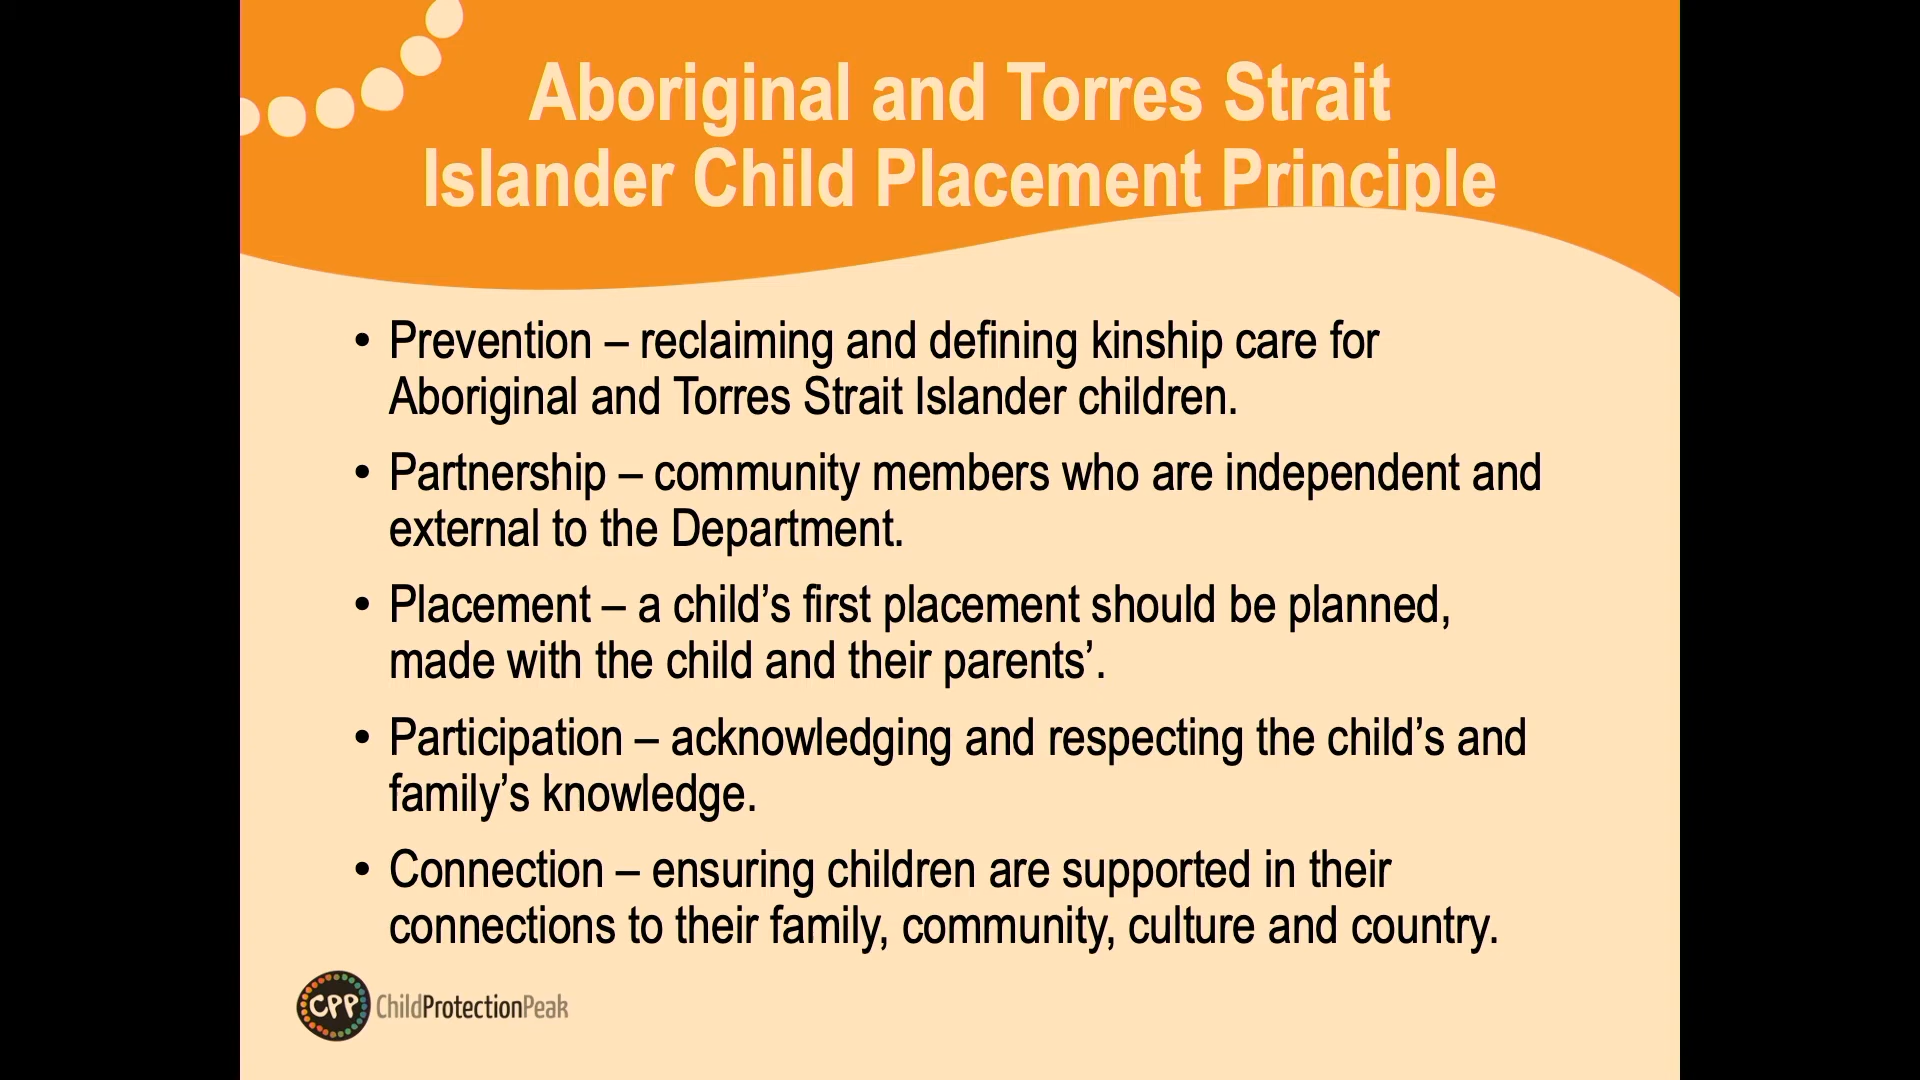 Aboriginal and Torres Strait
Islander Child Placement Principle
• Prevention – reclaiming and defining kinship care for
Aboriginal and Torres Strait Islander children.
• Partnership – community members who are independent and
external to the Department.
• Placement – a child’s first placement should be planned,
made with the child and their parents’.
• Participation – acknowledging and respecting the child’s and
family’s knowledge.
• Connection – ensuring children are supported in their
connections to their family, community, culture and country.
CPP ChildProtectionPeak